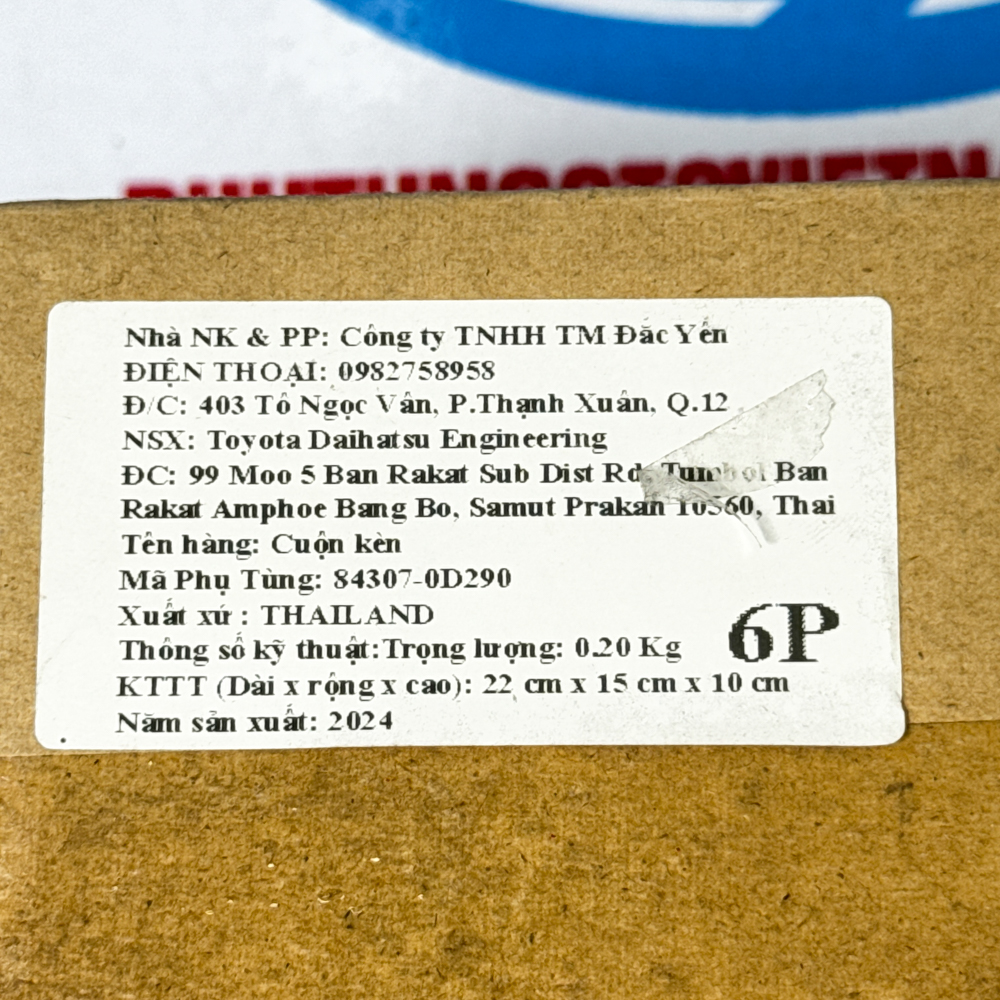 Nhà NK & PP: Công ty TNHH TM Đắc Yến
ĐIỆN THOẠI: 0982758958
Đ/C: 403 Tô Ngọc Vân, P.Thạnh Xuân, Q.12
NSX: Toyota Daihatsu Engineering
ĐC: 99 Moo 5 Ban Rakat Sub Dist Rd, Tumbol Ban
Rakat Amphoe Bang Bo, Samut Prakan 10560, Thai
Tên hàng: Cuộn kèn
Mã Phụ Tùng: 84307-0D290
Xuất xứ : THAILAND
Thông số kỹ thuật:Trọng lượng: 0.20 Kg
6P
KTTT (Dài x rộng x cao): 22 cm x 15 cm x 10 cm
Năm sản xuất: 2024